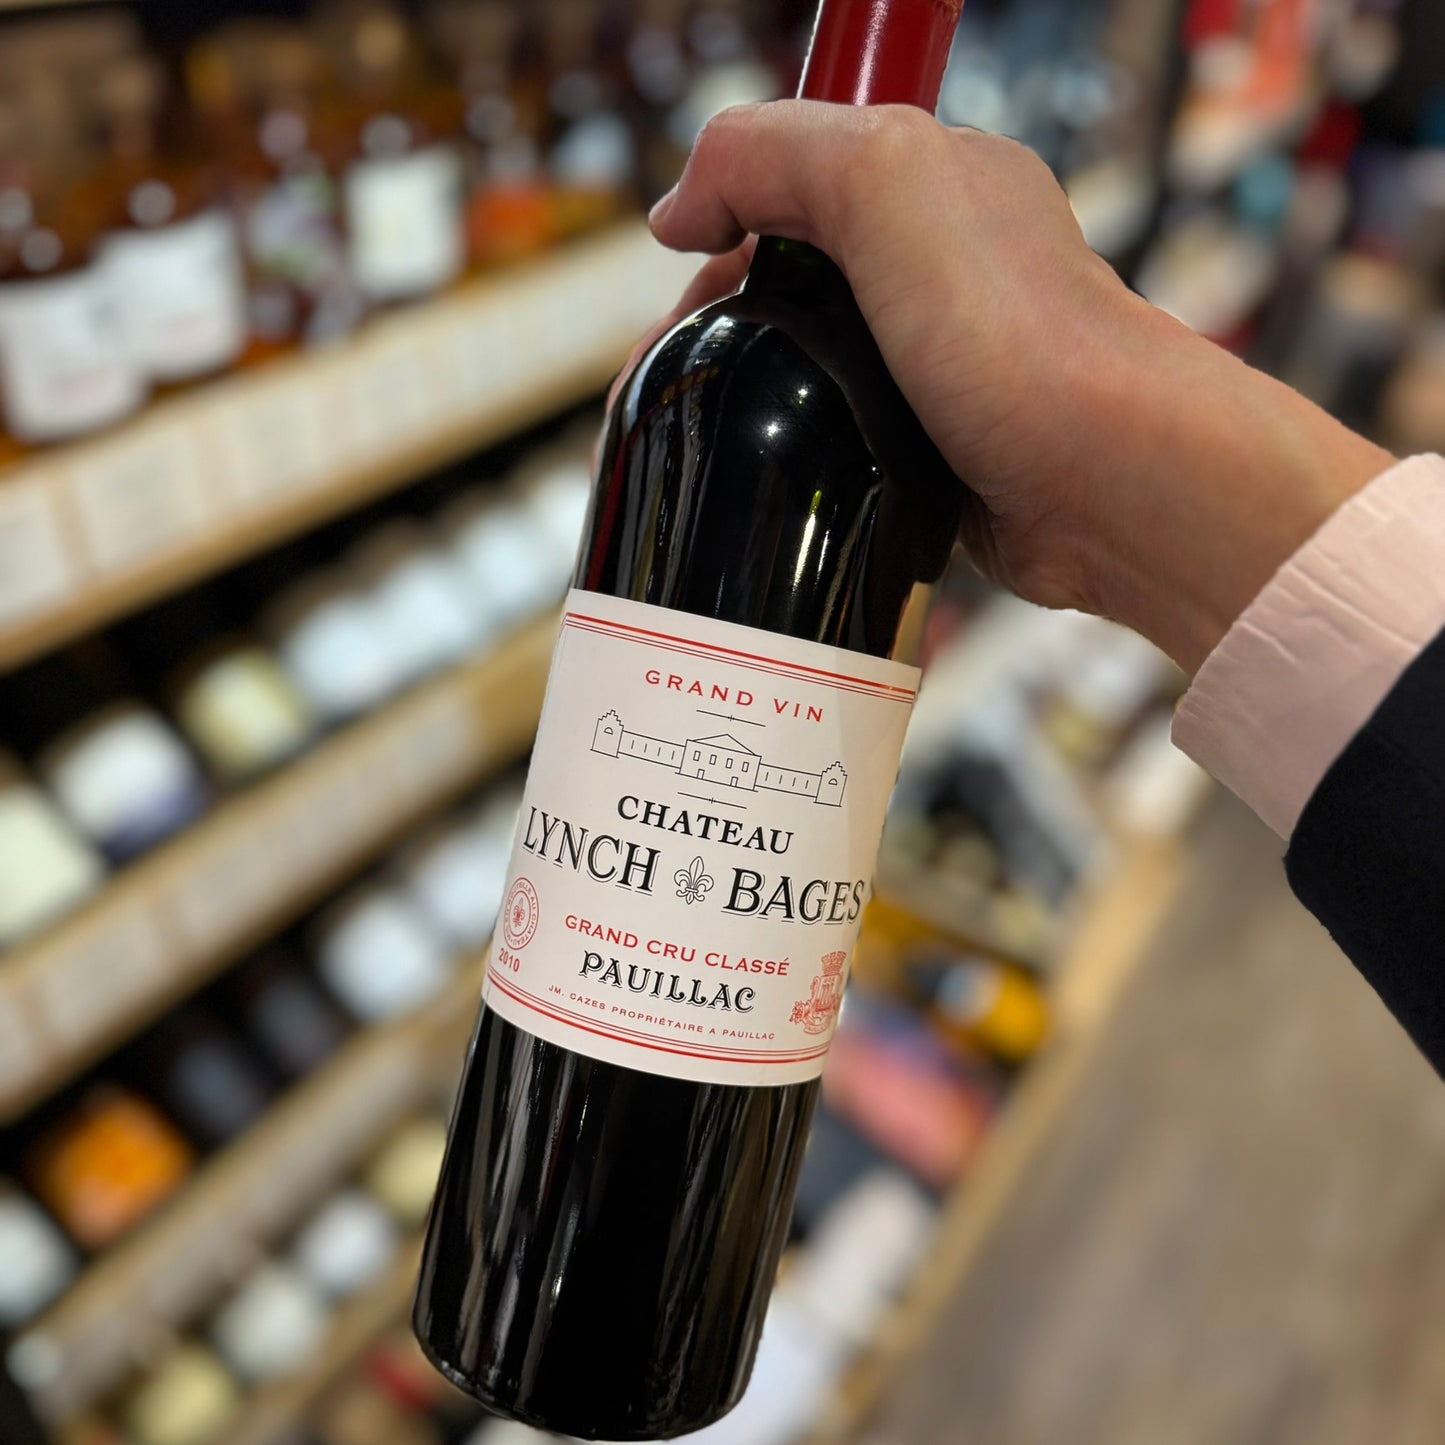 GRAND VIN
CHATEAU
LYNCH BAGES
GRAND CRU CLASSÉ
2010
PAUILLAC
JM. CAZES PROPRIÉTAIRE A PAUILLAC